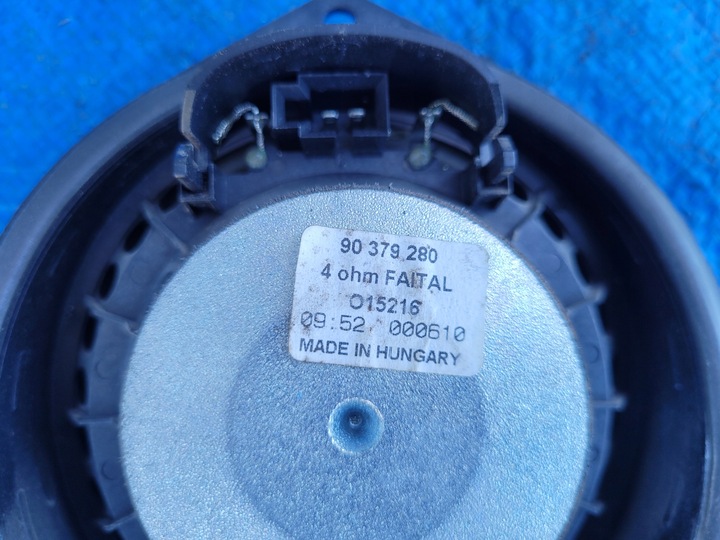 90 379 280
4 ohm FAITAL
O15216
09:52 000610
MADE IN HUNGARY